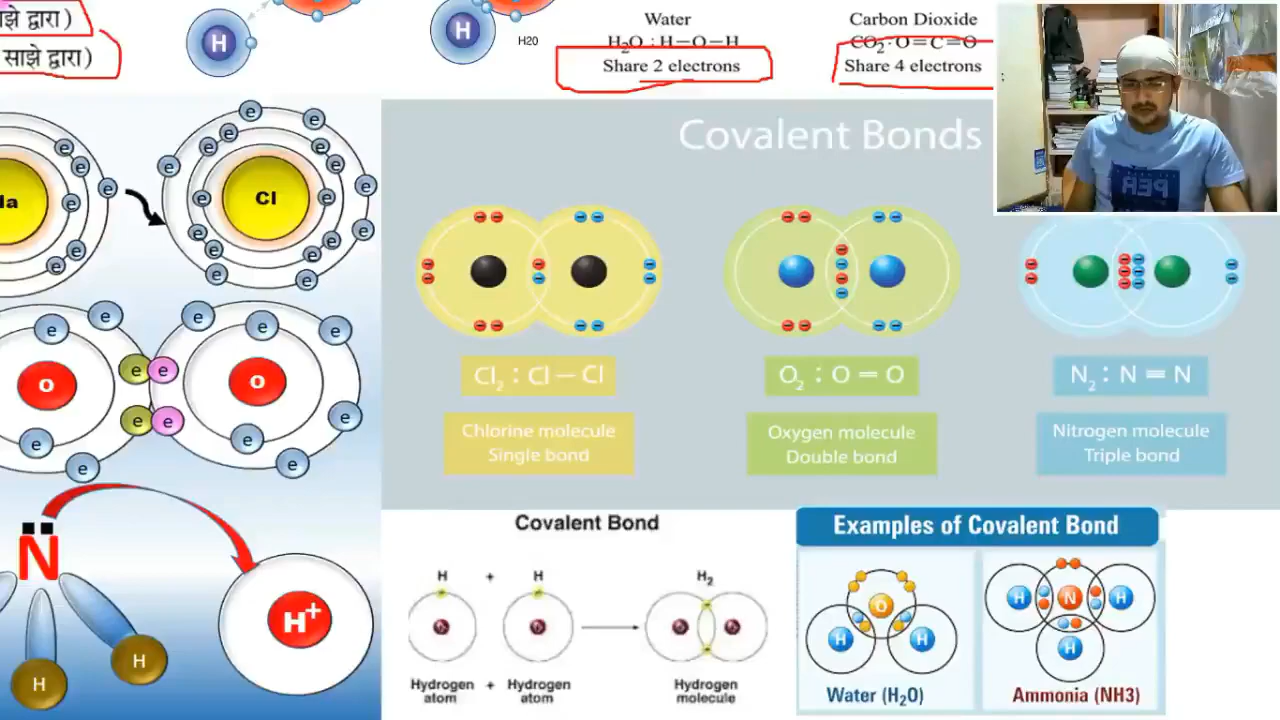 झे द्वारा)
साझे द्वारा)
H
H
H20
Water
H₂O : H–O–H
Share 2 electrons
Carbon Dioxide
CO₂ : O=C=O
Share 4 electrons
Cl
e e e e e e e e e e e e e e e e e e
e e e e e e
O
O
e e e e
e e e e e e e e e e
N
H⁺
H
H
Covalent Bonds
Cl₂ : Cl — Cl
Chlorine molecule
Single bond
O₂ : O = O
Oxygen molecule
Double bond
N₂ : N ≡ N
Nitrogen molecule
Triple bond
Covalent Bond
H + H
H₂
Hydrogen atom + Hydrogen atom
Hydrogen molecule
Examples of Covalent Bond
O
H H
Water (H₂O)
H N H
H
Ammonia (NH3)